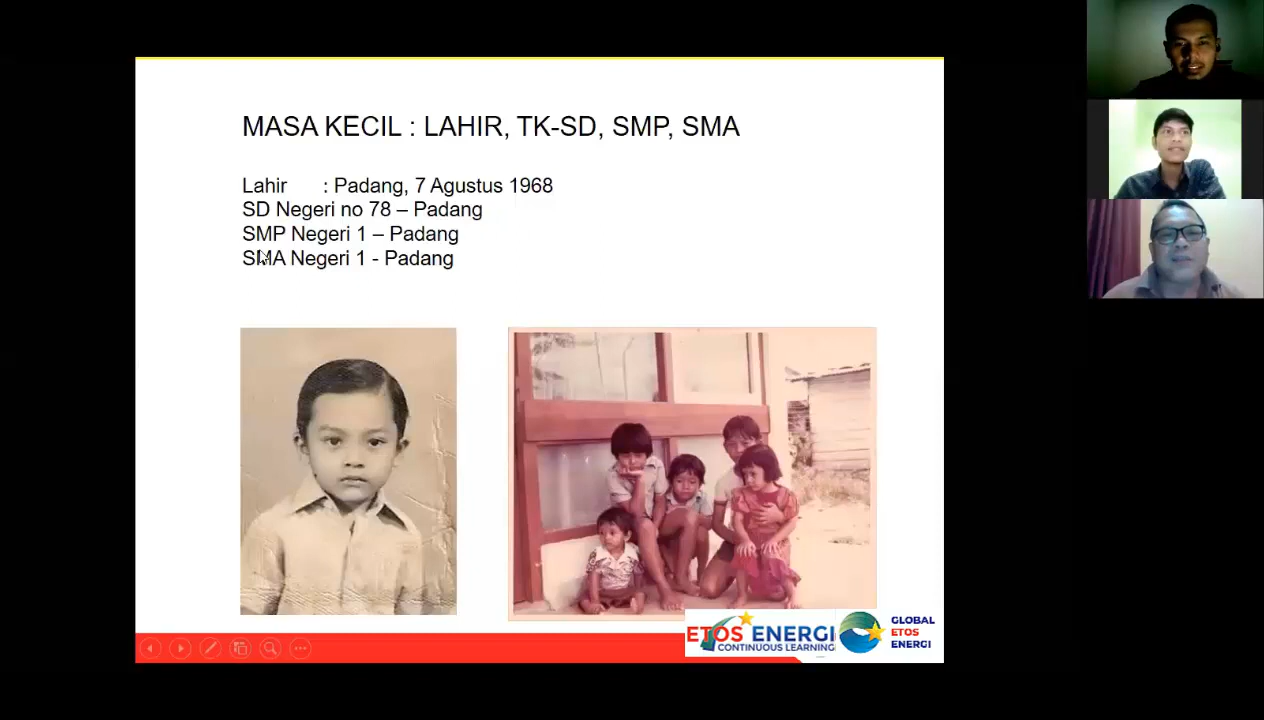 MASA KECIL : LAHIR, TK-SD, SMP, SMA
Lahir : Padang, 7 Agustus 1968
SD Negeri no 78 – Padang
SMP Negeri 1 – Padang
SMA Negeri 1 - Padang
ETOS ENERGI
CONTINUOUS LEARNING
GLOBAL
ETOS
ENERGI